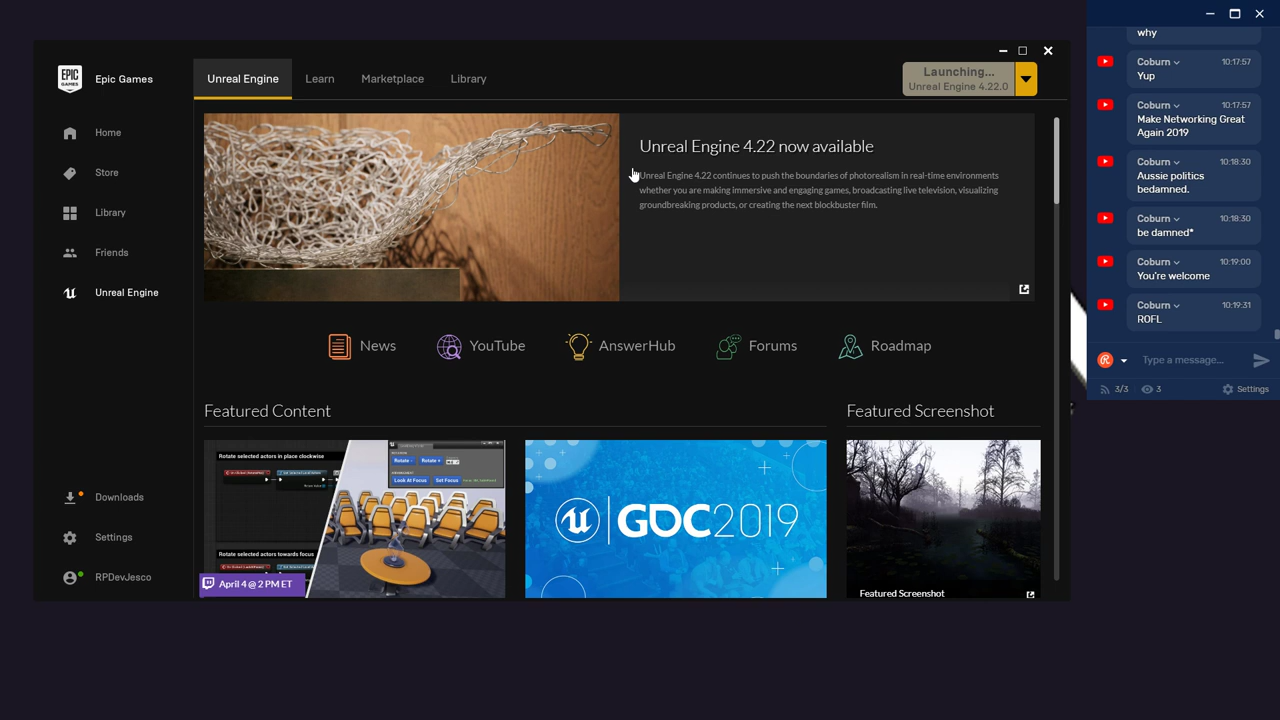 EPIC
GAMES
Epic Games
Home
Store
Library
Friends
Unreal Engine
Downloads
Settings
RPDevJesco
Unreal Engine
Learn
Marketplace
Library
Launching...
Unreal Engine 4.22.0
Unreal Engine 4.22 now available
Unreal Engine 4.22 continues to push the boundaries of photorealism in real-time environments
whether you are making immersive and engaging games, broadcasting live television, visualizing
groundbreaking products, or creating the next blockbuster film.
News
YouTube
AnswerHub
Forums
Roadmap
Featured Content
Featured Screenshot
Rotate selected actors in place clockwise
Rotate selected actors towards focus
Rotate -
Rotate +
Look At Focus
Set Focus
April 4 @ 2 PM ET
GDC2019
Featured Screenshot
why
Coburn 10:17:57
Yup
Coburn 10:17:57
Make Networking Great
Again 2019
Coburn 10:18:30
Aussie politics
bedamned.
Coburn 10:18:30
be damned*
Coburn 10:19:00
You're welcome
Coburn 10:19:31
ROFL
Type a message...
3/3
3
Settings